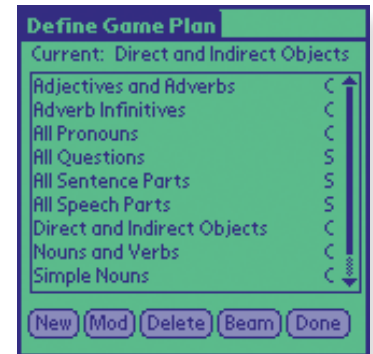 Define Game Plan
Current: Direct and Indirect Objects
Adjectives and Adverbs C
Adverb Infinitives C
All Pronouns C
All Questions S
All Sentence Parts S
All Speech Parts S
Direct and Indirect Objects C
Nouns and Verbs C
Simple Nouns C
New Mod Delete Beam Done